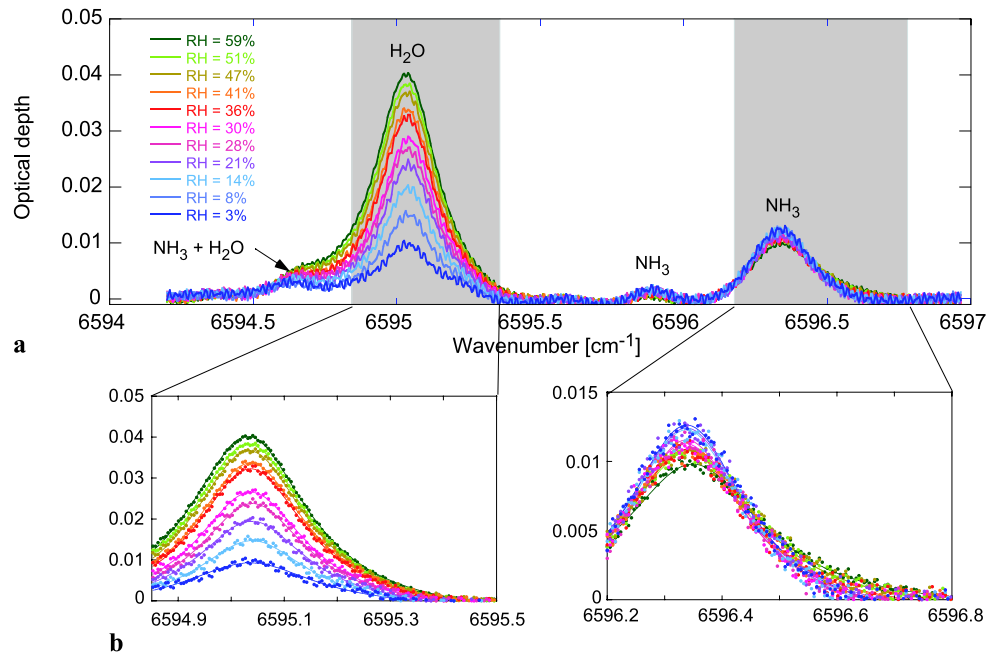 0.05
0.04
0.03
0.02
0.01
0
Optical depth
RH = 59%
RH = 51%
RH = 47%
RH = 41%
RH = 36%
RH = 30%
RH = 28%
RH = 21%
RH = 14%
RH = 8%
RH = 3%
H₂O
NH₃ + H₂O
NH₃
NH₃
6594 6594.5 6595 6595.5 6596 6596.5 6597
Wavenumber [cm⁻¹]
a
0.05
0.04
0.03
0.02
0.01
0
6594.9 6595.1 6595.3 6595.5
0.015
0.01
0.005
0
6596.2 6596.4 6596.6 6596.8
b